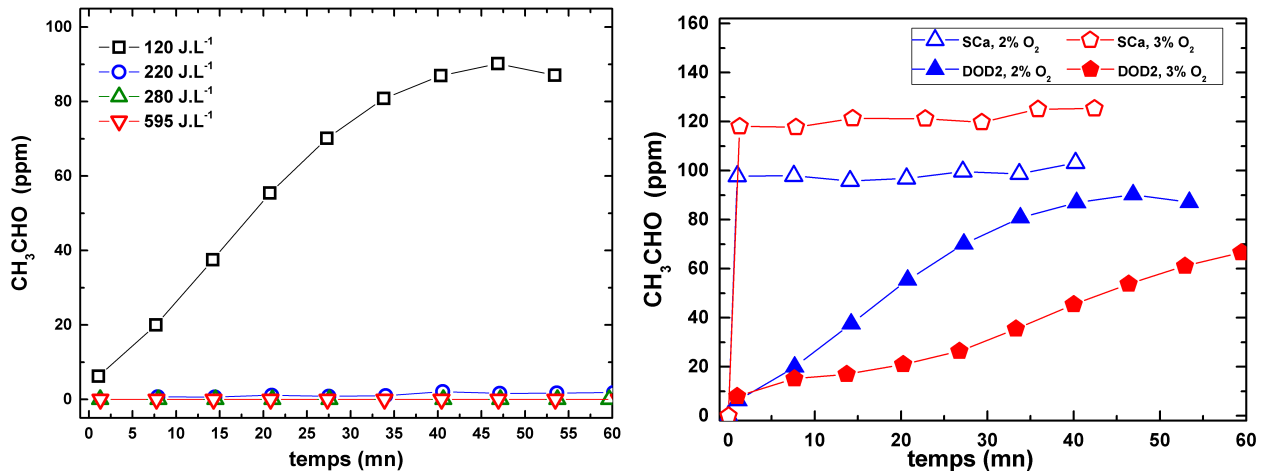 100
80
60
40
20
0
CH₃CHO (ppm)
120 J.L⁻¹
220 J.L⁻¹
280 J.L⁻¹
595 J.L⁻¹
0 5 10 15 20 25 30 35 40 45 50 55 60
temps (mn)
160
140
120
100
80
60
40
20
0
CH₃CHO (ppm)
SCa, 2% O₂ SCa, 3% O₂
DOD2, 2% O₂ DOD2, 3% O₂
0 10 20 30 40 50 60
temps (mn)